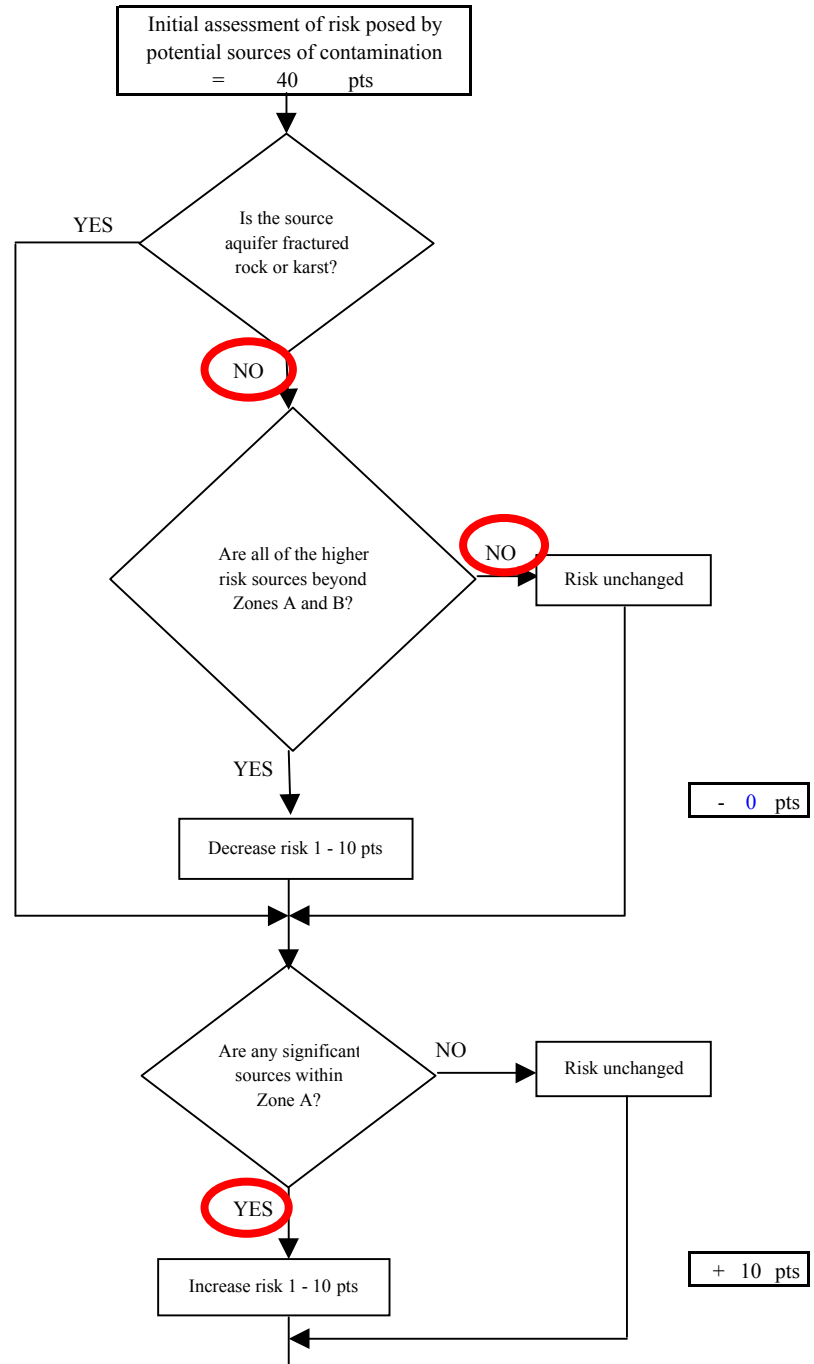 Initial assessment of risk posed by
potential sources of contamination
= 40 pts
YES
Is the source
aquifer fractured
rock or karst?
NO
Are all of the higher
risk sources beyond
Zones A and B?
NO
Risk unchanged
YES
- 0 pts
Decrease risk 1 - 10 pts
Are any significant
sources within
Zone A?
NO
Risk unchanged
YES
+ 10 pts
Increase risk 1 - 10 pts